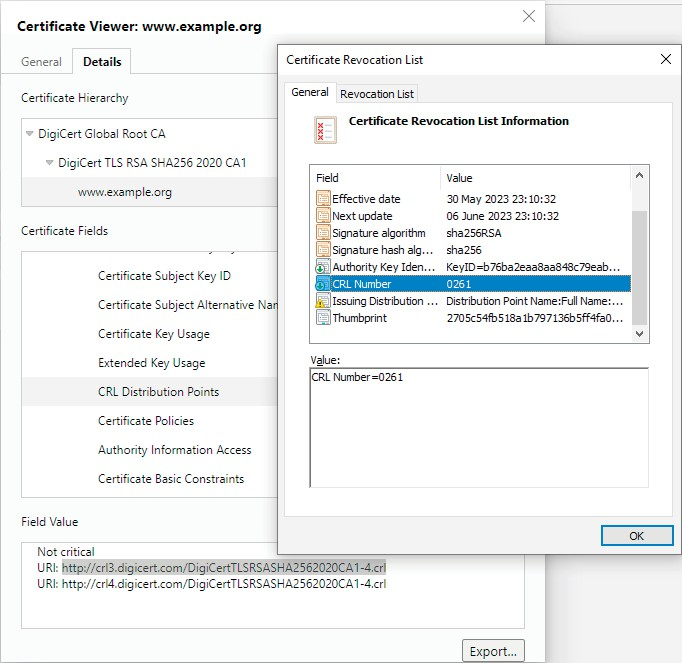 Certificate Viewer: www.example.org
General
Details
Certificate Hierarchy
DigiCert Global Root CA
DigiCert TLS RSA SHA256 2020 CA1
www.example.org
Certificate Fields
Certificate Subject Key ID
Certificate Subject Alternative Nan
Certificate Key Usage
Extended Key Usage
CRL Distribution Points
Certificate Policies
Authority Information Access
Certificate Basic Constraints
Field Value
Not critical
URI: http://crl3.digicert.com/DigiCertTLSRSASHA2562020CA1-4.crl
URI: http://crl4.digicert.com/DigiCertTLSRSASHA2562020CA1-4.crl
Export...
Certificate Revocation List
General
Revocation List
Certificate Revocation List Information
Field Value
Effective date 30 May 2023 23:10:32
Next update 06 June 2023 23:10:32
Signature algorithm sha256RSA
Signature hash alg... sha256
Authority Key Iden... KeyID=b76ba2eaa8aa848c79eab...
CRL Number 0261
Issuing Distribution ... Distribution Point Name:Full Name:...
Thumbprint 2705c54fb518a1b797136b5ff4fa0...
Value:
CRL Number=0261
OK